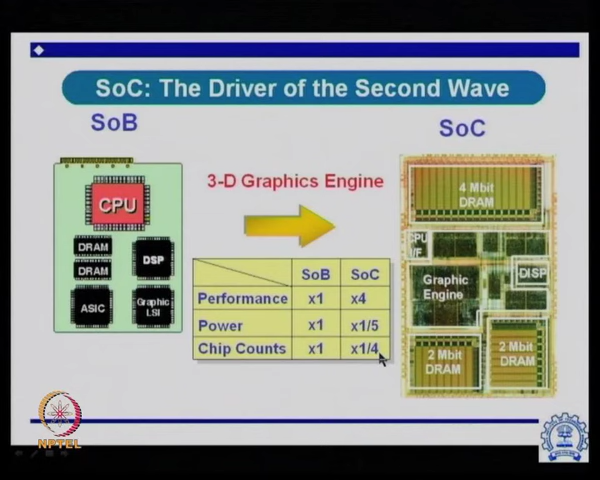 SoC: The Driver of the Second Wave
SoB
SoC
3-D Graphics Engine
CPU
DRAM
DRAM
DSP
ASIC
Graphic
LSI
SoB SoC
Performance x1 x4
Power x1 x1/5
Chip Counts x1 x1/4
4 Mbit
DRAM
CPU
I/F
Graphic
Engine
DISP
2 Mbit
DRAM
2 Mbit
DRAM
NPTEL